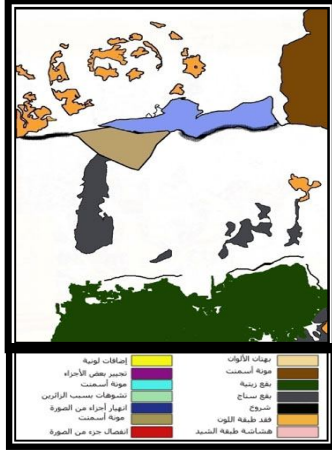 بهتان الألوان
إضافات لونية
مونة أسمنت
تجيير بعض الأجزاء
بقع زيتية
مونة أسمنت
بقع سناج
تشوهات بسبب الزائرين
شروخ
انهيار أجزاء من الصورة
فقد طبقة اللون
مونة أسمنت
هشاشة طبقة الشيد
انفصال جزء من الصورة